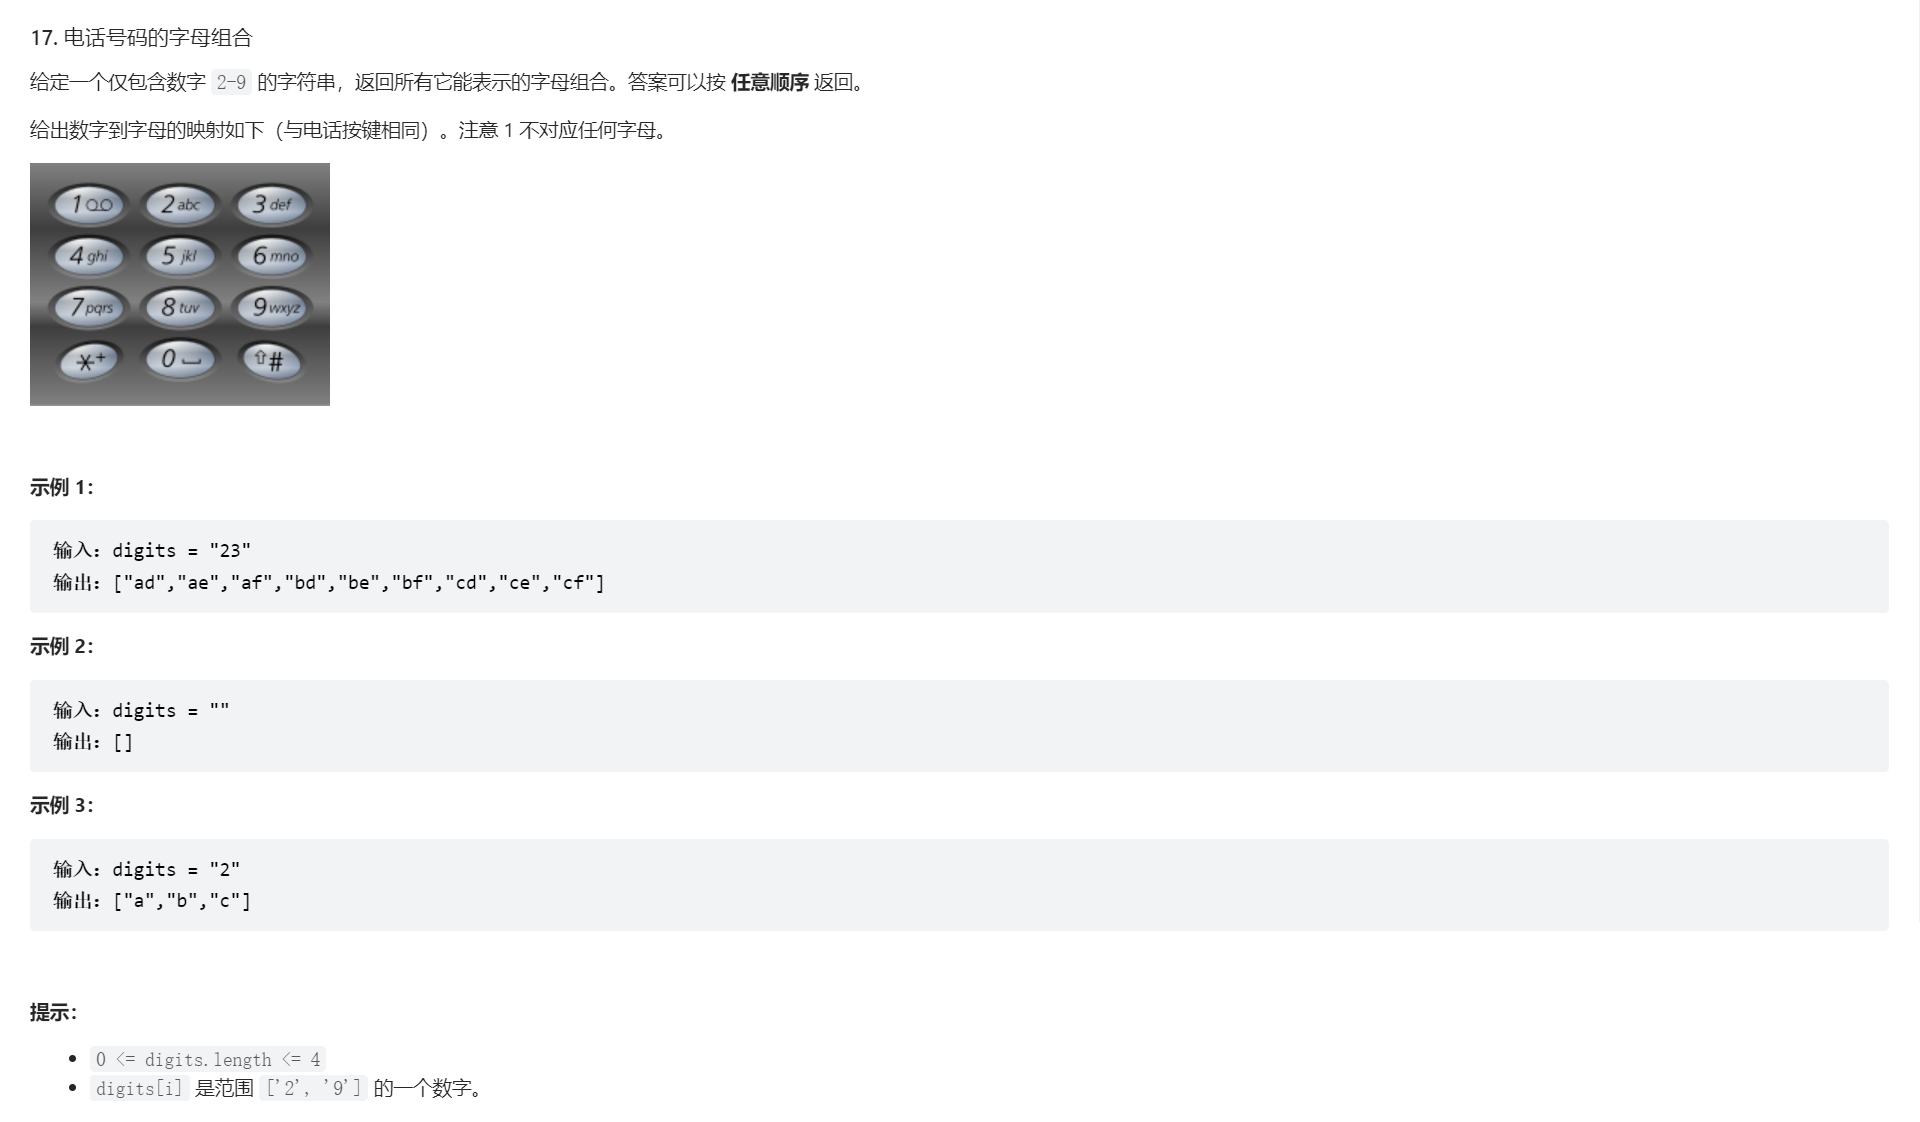 17. 电话号码的字母组合
给定一个仅包含数字 2-9 的字符串，返回所有它能表示的字母组合。答案可以按 任意顺序 返回。
给出数字到字母的映射如下（与电话按键相同）。注意 1 不对应任何字母。
1 2 abc 3 def
4 ghi 5 jkl 6 mno
7 pqrs 8 tuv 9 wxyz
*+ 0 ⇧#
示例 1：
输入：digits = "23"
输出：["ad","ae","af","bd","be","bf","cd","ce","cf"]
示例 2：
输入：digits = ""
输出：[]
示例 3：
输入：digits = "2"
输出：["a","b","c"]
提示：
• 0 <= digits.length <= 4
• digits[i] 是范围 ['2', '9'] 的一个数字。